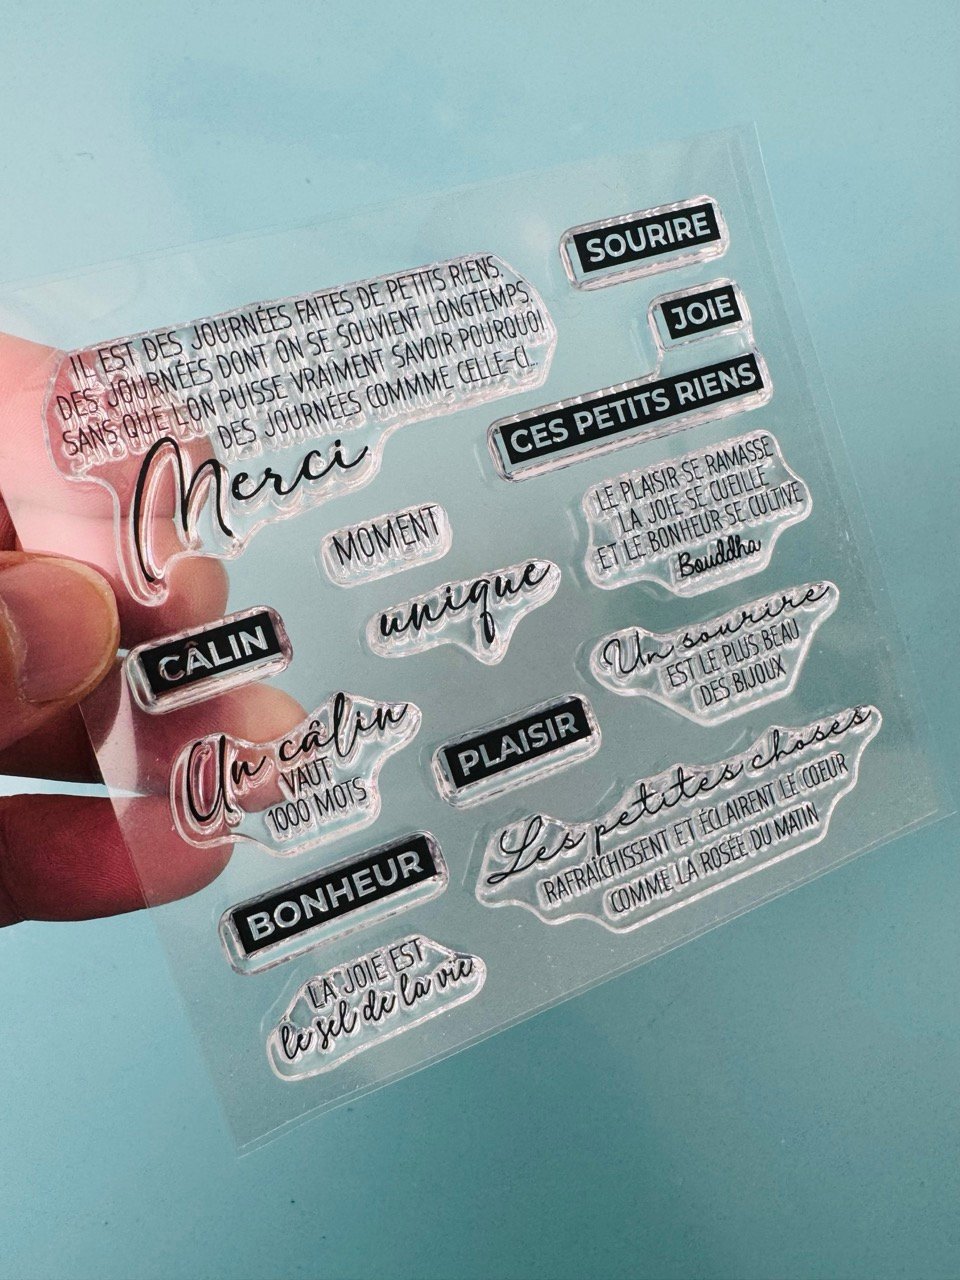 IL EST DES JOURNÉES FAITES DE PETITS RIENS.
DES JOURNÉES DONT ON SE SOUVIENT LONGTEMPS,
SANS QUE L'ON PUISSE VRAIMENT SAVOIR POURQUOI
DES JOURNÉES COMMME CELLE-CI...
Merci
SOURIRE
JOIE
CES PETITS RIENS
MOMENT
unique
LE PLAISIR SE RAMASSE
LA JOIE SE CUEILLE
ET LE BONHEUR SE CULTIVE
Bouddha
CÂLIN
Un sourire
EST LE PLUS BEAU
DES BIJOUX
Un câlin
VAUT
1000 MOTS
PLAISIR
Les petites choses
RAFRAÎCHISSENT ET ÉCLAIRENT LE CŒUR
COMME LA ROSÉE DU MATIN
BONHEUR
LA JOIE EST
le sel de la vie